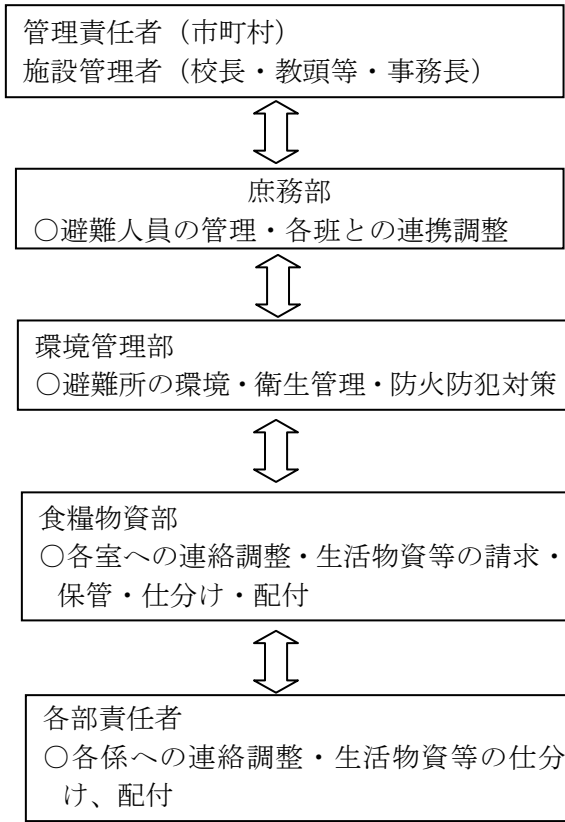 管理責任者（市町村）
施設管理者（校長・教頭等・事務長）
庶務部
○避難人員の管理・各班との連携調整
環境管理部
○避難所の環境・衛生管理・防火防犯対策
食糧物資部
○各室への連絡調整・生活物資等の請求・
保管・仕分け・配付
各部責任者
○各係への連絡調整・生活物資等の仕分
け、配付